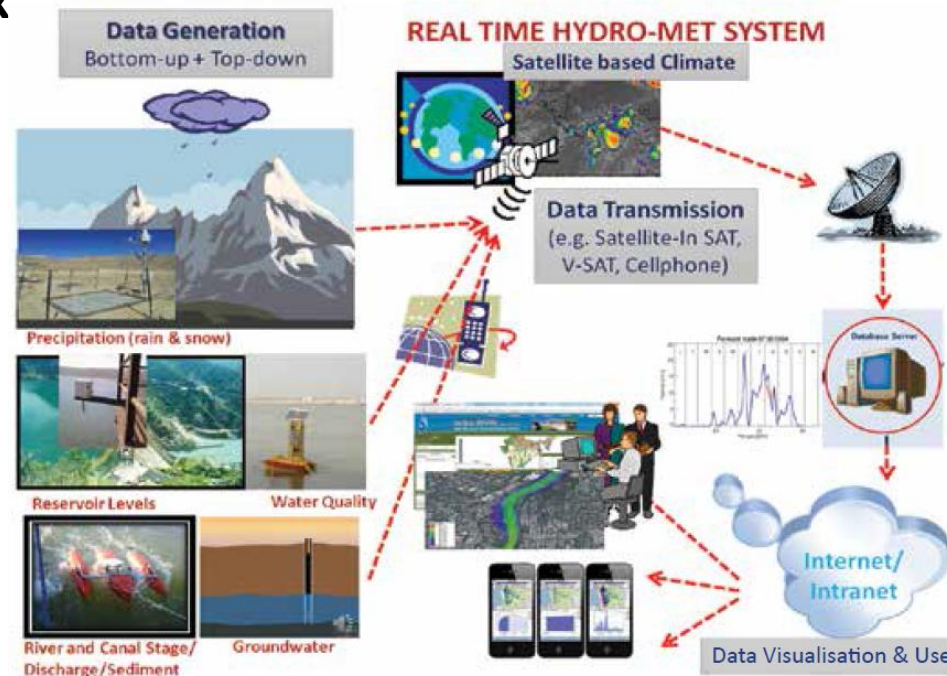 REAL TIME HYDRO-MET SYSTEM
Data Generation
Bottom-up + Top-down
Satellite based Climate
Data Transmission
(e.g. Satellite-In SAT,
V-SAT, Cellphone)
Precipitation (rain & snow)
Database Server
Reservoir Levels
Water Quality
Internet/
Intranet
River and Canal Stage/
Discharge/Sediment
Groundwater
Data Visualisation & Use